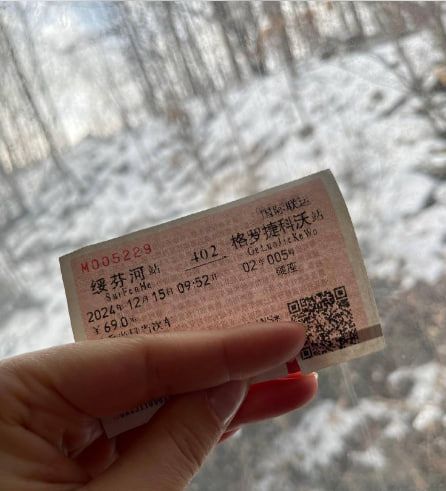 国际联运
M005229
绥芬河站 402 格罗捷科沃站
SuiFenHe GeLuoJieKeWo
2024年12月15日 09:52开 02车005号
¥69.0元 硬座